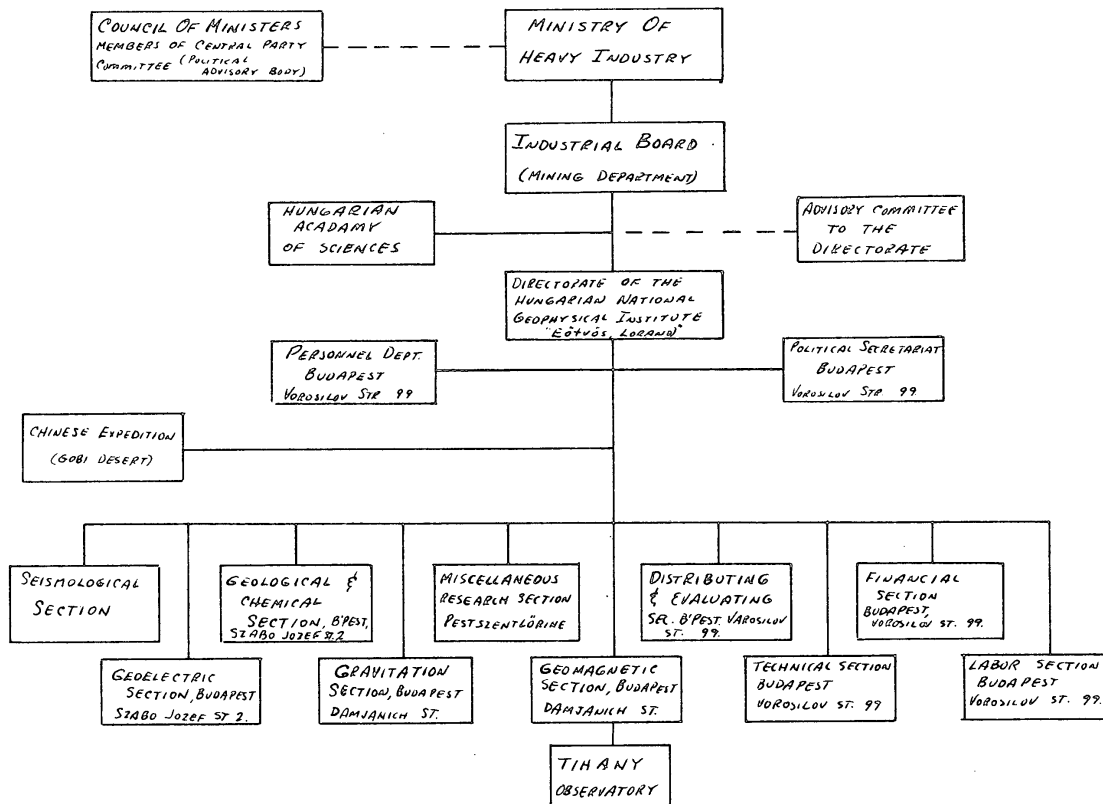 COUNCIL OF MINISTERS
MEMBERS OF CENTRAL PARTY
COMMITTEE (POLITICAL
ADVISORY BODY)
MINISTRY OF
HEAVY INDUSTRY
INDUSTRIAL BOARD
(MINING DEPARTMENT)
HUNGARIAN
ACADAMY
OF SCIENCES
ADVISORY COMMITTEE
TO THE
DIRECTORATE
DIRECTORATE OF THE
HUNGARIAN NATIONAL
GEOPHYSICAL INSTITUTE
"EÖTVÖS, LORAND"
PERSONNEL DEPT.
BUDAPEST
VOROSILOV STR 99
POLITICAL SECRETARIAT
BUDAPEST
VOROSILOV STR. 99.
CHINESE EXPEDITION
(GOBI DESERT)
SEISMOLOGICAL
SECTION
GEOLOGICAL &
CHEMICAL
SECTION, B'PEST,
SZABO JOZEF ST. 2
MISCELLANEOUS
RESEARCH SECTION
PESTSZENTLÖRINE
DISTRIBUTING
& EVALUATING
SER. B'PEST. VAROSILOV
ST. 99.
FINANCIAL
SECTION
BUDAPEST,
VOROSILOV ST. 99.
GEOELECTRIC
SECTION, BUDAPEST
SZABO JOZEF ST 2.
GRAVITATION
SECTION, BUDAPEST
DAMJANICH ST.
GEOMAGNETIC
SECTION, BUDAPEST
DAMJANICH ST.
TECHNICAL SECTION
BUDAPEST
VOROSILOV ST. 99
LABOR SECTION
BUDAPEST
VOROSILOV ST. 99.
TIHANY
OBSERVATORY